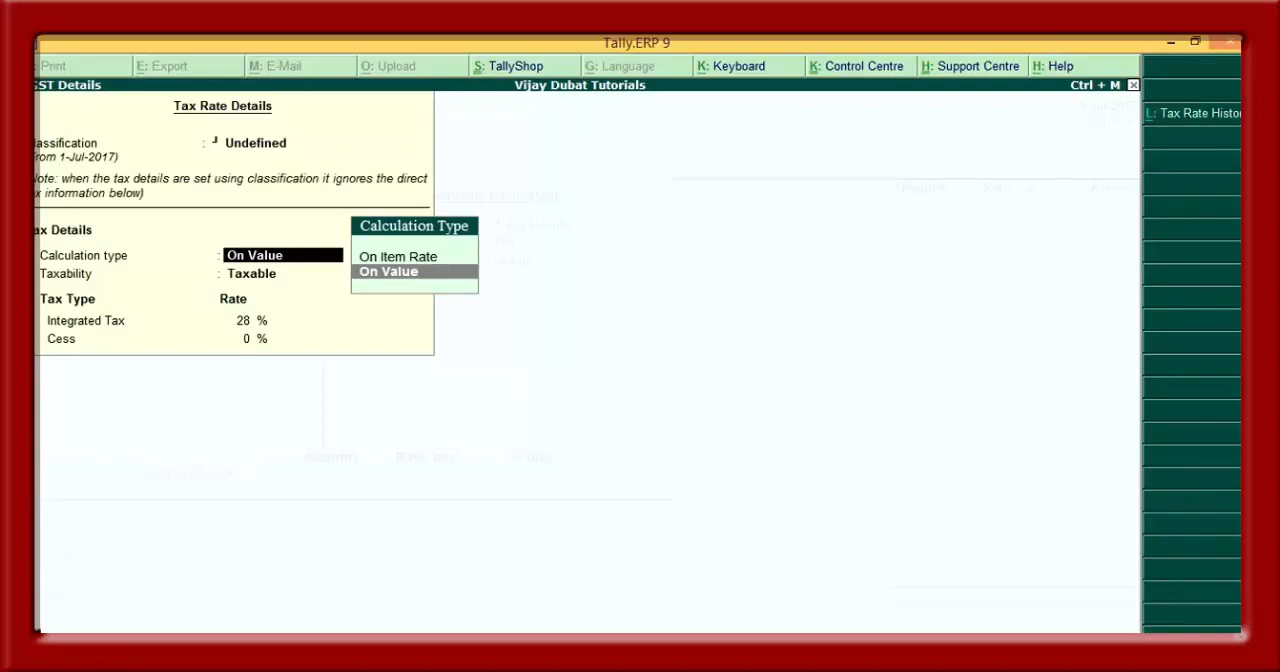 Tally.ERP 9
Print E: Export M: E-Mail O: Upload S: TallyShop G: Language K: Keyboard K: Control Centre H: Support Centre H: Help
ST Details Vijay Dubat Tutorials Ctrl + M
Tax Rate Details
L: Tax Rate Histo
lassification : Undefined
rom 1-Jul-2017)
ote: when the tax details are set using classification it ignores the direct
x information below)
ax Details
Calculation Type
Calculation type : On Value
On Item Rate
Taxability : Taxable
On Value
Tax Type Rate
Integrated Tax 28 %
Cess 0 %